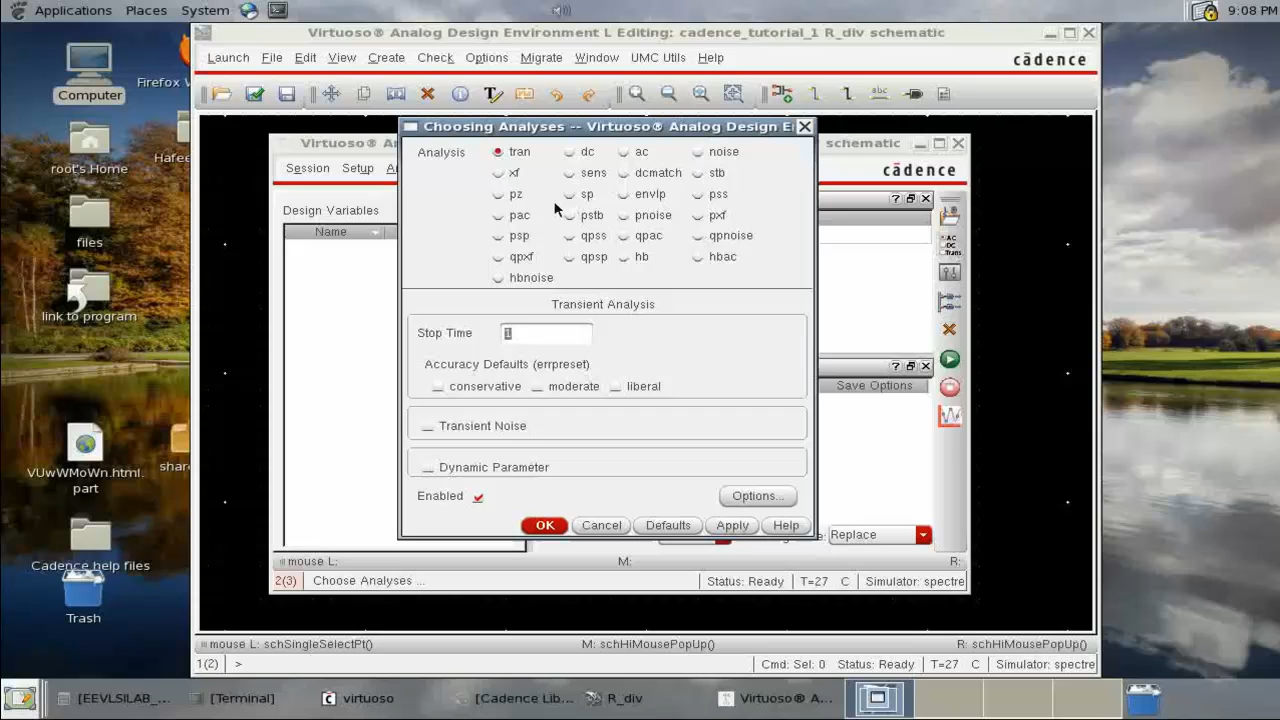 Applications Places System 9:08 PM
Virtuoso® Analog Design Environment L Editing: cadence_tutorial_1 R_div schematic
Launch File Edit View Create Check Options Migrate Window UMC Utils Help cādence
Computer
Firefox
root's Home
files
link to program
VUwWMoWn.html.
part
Cadence help files
Trash
schematic
Session Setup cādence
Design Variables
Name
Choosing Analyses -- Virtuoso® Analog Design
Analysis tran dc ac noise
xf sens dcmatch stb
pz sp envlp pss
pac pstb pnoise pxf
psp qpss qpac qpnoise
qpxf qpsp hb hbac
hbnoise
Transient Analysis
Stop Time 1
Accuracy Defaults (errpreset)
conservative moderate liberal
Transient Noise
Dynamic Parameter
Enabled Options...
OK Cancel Defaults Apply Help
AC
DC
Trans
Save Options
Replace
mouse L: M: R:
2(3) Choose Analyses ... Status: Ready T=27 C Simulator: spectre
mouse L: schSingleSelectPt() M: schHiMousePopUp() R: schHiMousePopUp()
1(2) > Cmd: Sel: 0 Status: Ready T=27 C Simulator: spectre
[EEVLSILAB_... [Terminal] virtuoso [Cadence Lib... R_div Virtuoso® A...